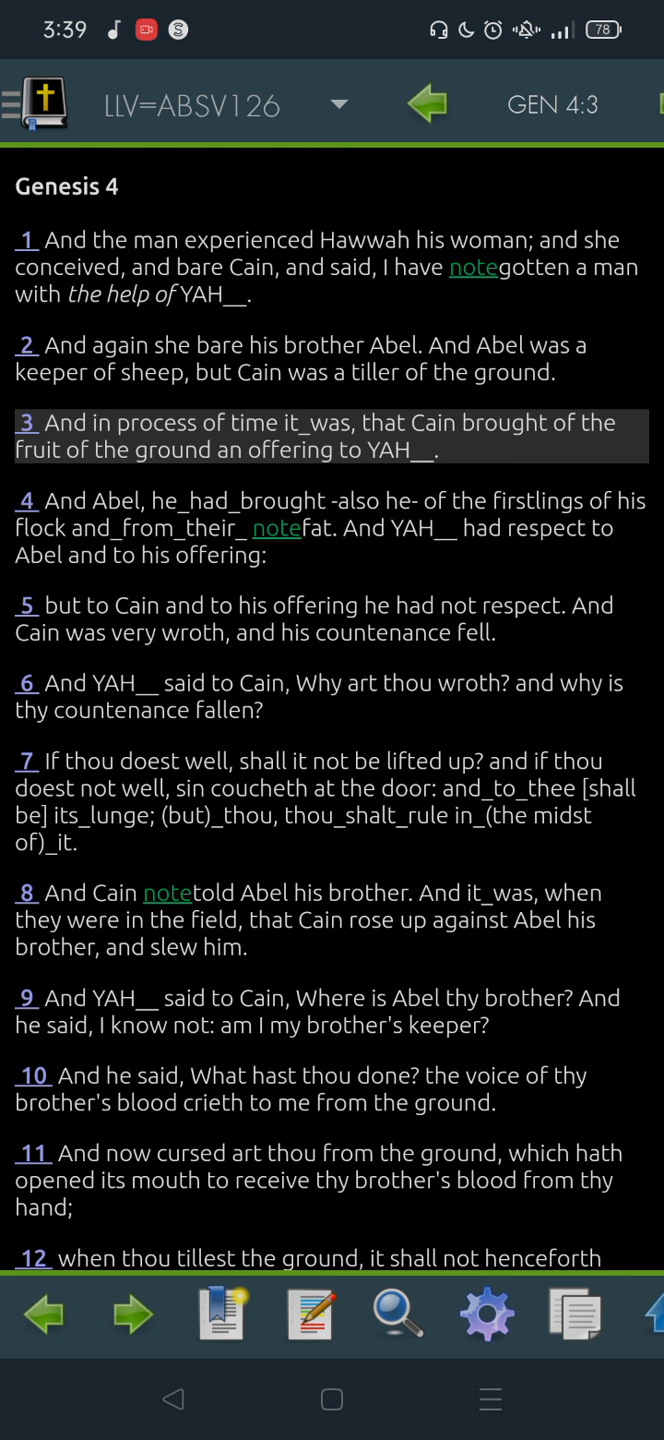 3:39
78
LLV=ABSV126
GEN 4:3
Genesis 4
1 And the man experienced Hawwah his woman; and she
conceived, and bare Cain, and said, I have notegotten a man
with the help of YAH__.
2 And again she bare his brother Abel. And Abel was a
keeper of sheep, but Cain was a tiller of the ground.
3 And in process of time it_was, that Cain brought of the
fruit of the ground an offering to YAH__.
4 And Abel, he_had_brought -also he- of the firstlings of his
flock and_from_their_ notefat. And YAH__ had respect to
Abel and to his offering:
5 but to Cain and to his offering he had not respect. And
Cain was very wroth, and his countenance fell.
6 And YAH__ said to Cain, Why art thou wroth? and why is
thy countenance fallen?
7 If thou doest well, shall it not be lifted up? and if thou
doest not well, sin coucheth at the door: and_to_thee [shall
be] its_lunge; (but)_thou, thou_shalt_rule in_(the midst
of)_it.
8 And Cain notetold Abel his brother. And it_was, when
they were in the field, that Cain rose up against Abel his
brother, and slew him.
9 And YAH__ said to Cain, Where is Abel thy brother? And
he said, I know not: am I my brother's keeper?
10 And he said, What hast thou done? the voice of thy
brother's blood crieth to me from the ground.
11 And now cursed art thou from the ground, which hath
opened its mouth to receive thy brother's blood from thy
hand;
12 when thou tillest the ground, it shall not henceforth